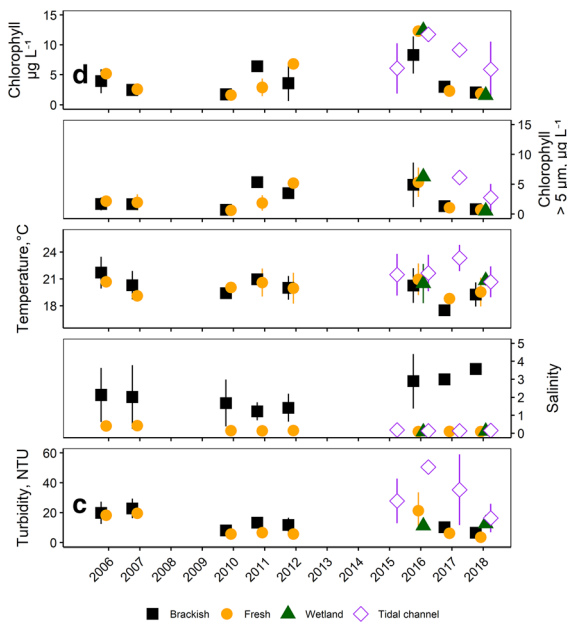 15
10
5
0
Chlorophyll
µg L⁻¹
d
15
10
5
0
Chlorophyll
> 5 µm, µg L⁻¹
24
21
18
Temperature,°C
5
4
3
2
1
0
Salinity
60
40
20
0
Turbidity, NTU
c
2006 2007 2008 2009 2010 2011 2012 2013 2014 2015 2016 2017 2018
Brackish Fresh Wetland Tidal channel